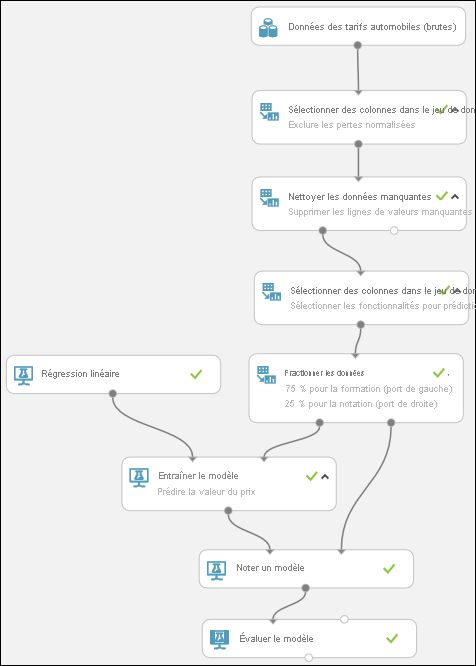 Données des tarifs automobiles (brutes)
Sélectionner des colonnes dans le jeu de don
Exclure les pertes normalisées
Nettoyer les données manquantes
Supprimer les lignes de valeurs manquantes
Sélectionner des colonnes dans le jeu de don
Sélectionner les fonctionnalités pour prédicti
Régression linéaire
Fractionner les données
75 % pour la formation (port de gauche)
25 % pour la notation (port de droite)
Entraîner le modèle
Prédire la valeur du prix
Noter un modèle
Évaluer le modèle